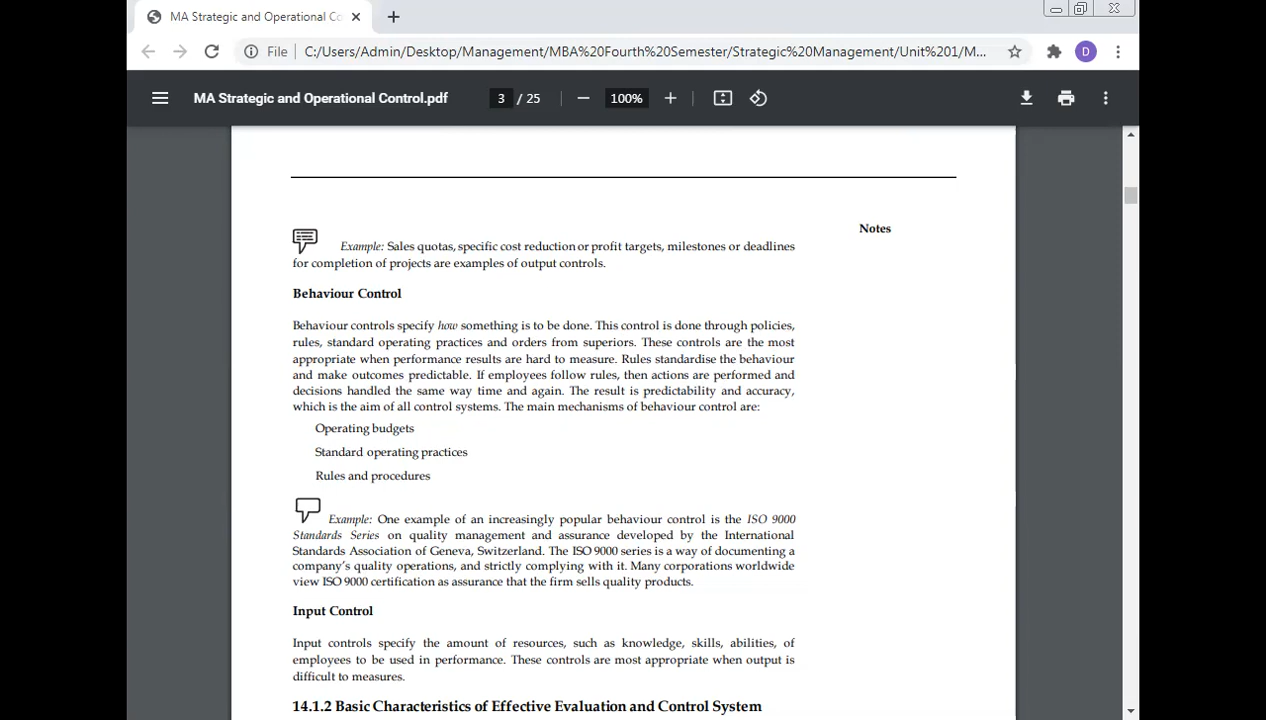 MA Strategic and Operational Co
File C:/Users/Admin/Desktop/Management/MBA%20Fourth%20Semester/Strategic%20Management/Unit%201/M...
D
MA Strategic and Operational Control.pdf 3 / 25 100%
Notes
Example: Sales quotas, specific cost reduction or profit targets, milestones or deadlines
for completion of projects are examples of output controls.
Behaviour Control
Behaviour controls specify how something is to be done. This control is done through policies,
rules, standard operating practices and orders from superiors. These controls are the most
appropriate when performance results are hard to measure. Rules standardise the behaviour
and make outcomes predictable. If employees follow rules, then actions are performed and
decisions handled the same way time and again. The result is predictability and accuracy,
which is the aim of all control systems. The main mechanisms of behaviour control are:
Operating budgets
Standard operating practices
Rules and procedures
Example: One example of an increasingly popular behaviour control is the ISO 9000
Standards Series on quality management and assurance developed by the International
Standards Association of Geneva, Switzerland. The ISO 9000 series is a way of documenting a
company's quality operations, and strictly complying with it. Many corporations worldwide
view ISO 9000 certification as assurance that the firm sells quality products.
Input Control
Input controls specify the amount of resources, such as knowledge, skills, abilities, of
employees to be used in performance. These controls are most appropriate when output is
difficult to measures.
14.1.2 Basic Characteristics of Effective Evaluation and Control System